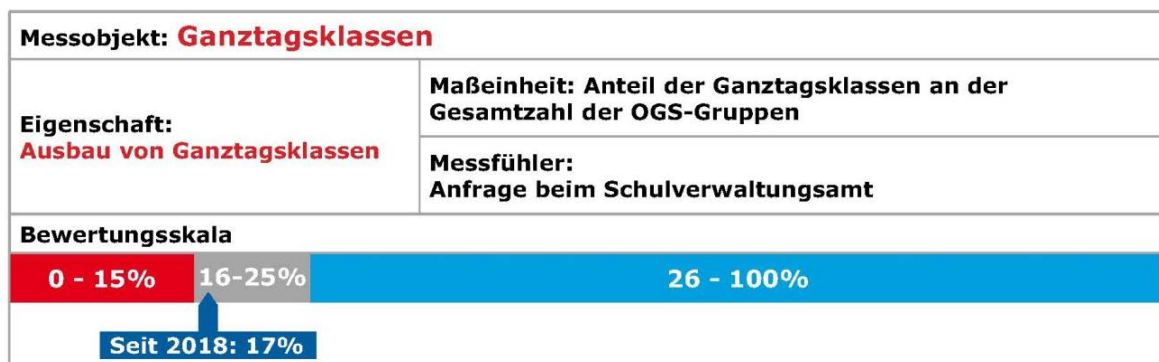 Messobjekt: Ganztagsklassen
Eigenschaft:
Ausbau von Ganztagsklassen
Maßeinheit: Anteil der Ganztagsklassen an der
Gesamtzahl der OGS-Gruppen
Messfühler:
Anfrage beim Schulverwaltungsamt
Bewertungsskala
0 - 15% 16-25% 26 - 100%
Seit 2018: 17%